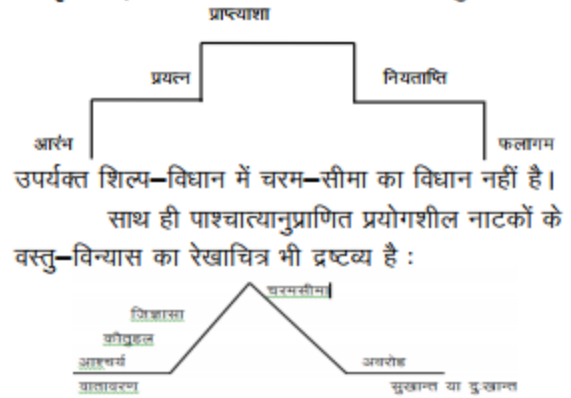 प्राप्त्याशा
प्रयत्न
नियताप्ति
आरंभ
फलागम
उपर्यक्त शिल्प–विधान में चरम–सीमा का विधान नहीं है।
साथ ही पाश्चात्यानुप्राणित प्रयोगशील नाटकों के
वस्तु–विन्यास का रेखाचित्र भी द्रष्टव्य है :
चरमसीमा
जिज्ञासा
कौतुहल
आश्चर्य
अवरोह
वातावरण
सुखान्त या दुःखान्त